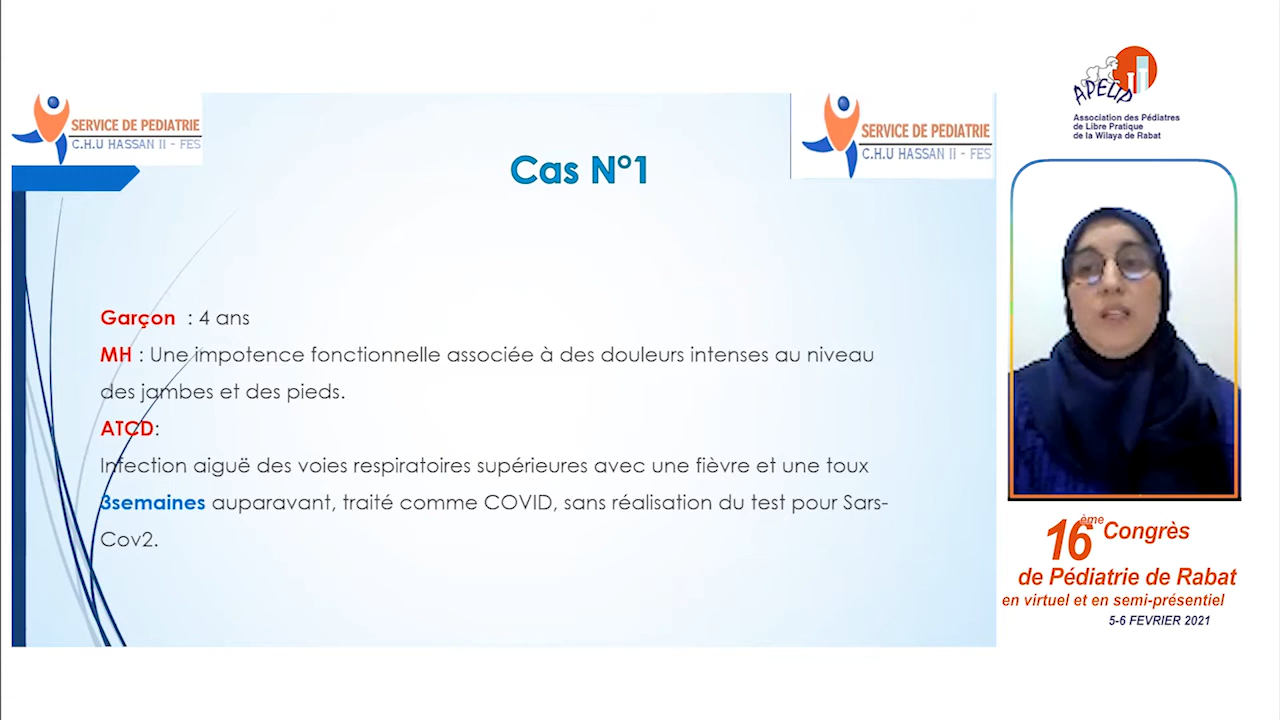 SERVICE DE PEDIATRIE
C.H.U HASSAN II - FES
SERVICE DE PEDIATRIE
C.H.U HASSAN II - FES
Cas N°1
Garçon : 4 ans
MH : Une impotence fonctionnelle associée à des douleurs intenses au niveau
des jambes et des pieds.
ATCD:
Infection aiguë des voies respiratoires supérieures avec une fièvre et une toux
3semaines auparavant, traité comme COVID, sans réalisation du test pour Sars-
Cov2.
APELIP
Association des Pédiatres
de Libre Pratique
de la Wilaya de Rabat
16ème Congrès
de Pédiatrie de Rabat
en virtuel et en semi-présentiel
5-6 FEVRIER 2021